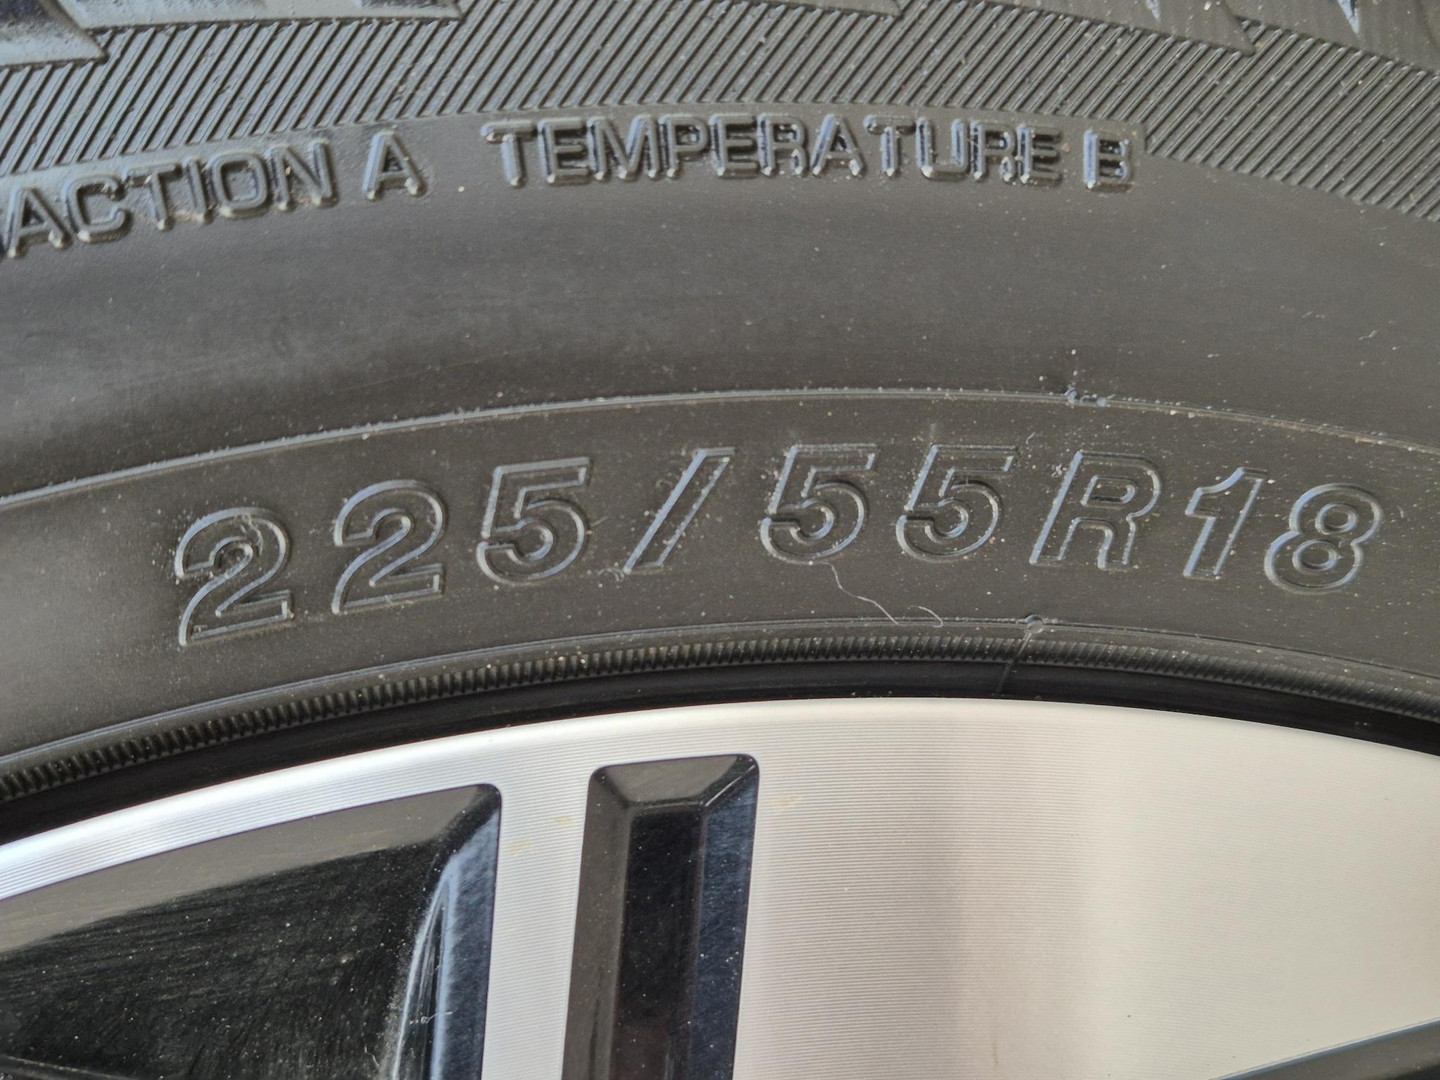 ACTION A TEMPERATURE B
225/55R18